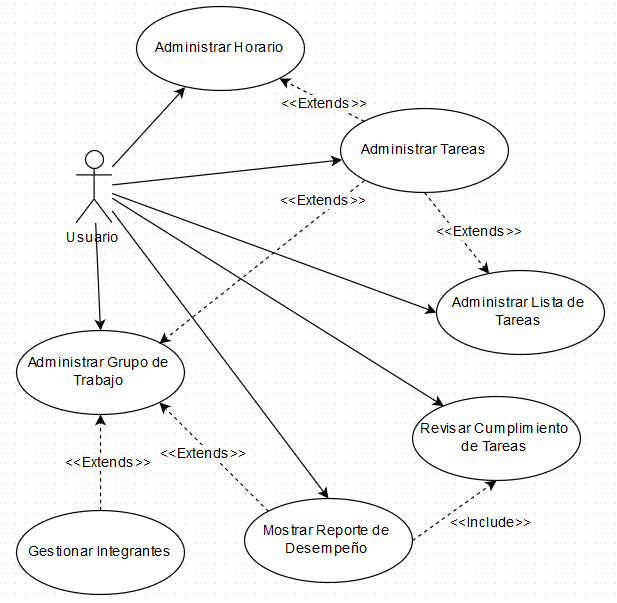 Administrar Horario
<<Extends>>
Administrar Tareas
<<Extends>>
<<Extends>>
Usuario
Administrar Lista de
Tareas
Administrar Grupo de
Trabajo
Revisar Cumplimiento
de Tareas
<<Extends>>
<<Extends>>
<<Include>>
Mostrar Reporte de
Desempeño
Gestionar Integrantes